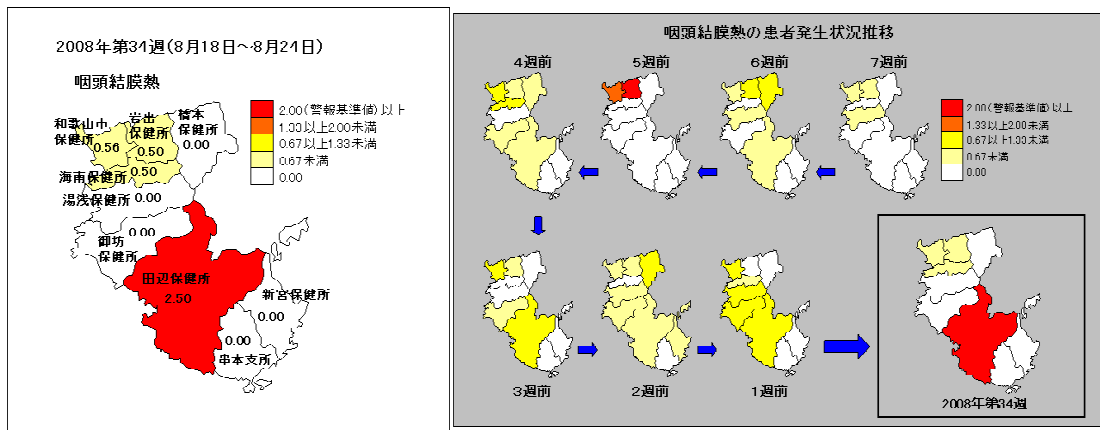 2008年第34週(8月18日～8月24日)
咽頭結膜熱
2.00(警報基準値)以上
1.33以上2.00未満
0.67以上1.33未満
0.67未満
0.00
和歌山市
保健所
0.56
岩出
保健所
0.50
橋本
保健所
0.00
海南保健所
0.50
湯浅保健所
0.00
御坊
保健所
0.00
田辺保健所
2.50
新宮保健所
0.00
0.00
串本支所
咽頭結膜熱の患者発生状況推移
4週前
5週前
6週前
7週前
2.00(警報基準値)以上
1.33以上2.00未満
0.67以上1.33未満
0.67未満
0.00
3週前
2週前
1週前
2008年第34週